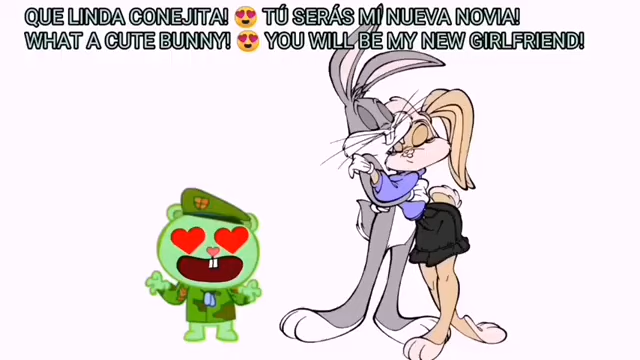 QUE LINDA CONEJITA! 😍 TÚ SERÁS MÍ NUEVA NOVIA!
WHAT A CUTE BUNNY! 😍 YOU WILL BE MY NEW GIRLFRIEND!